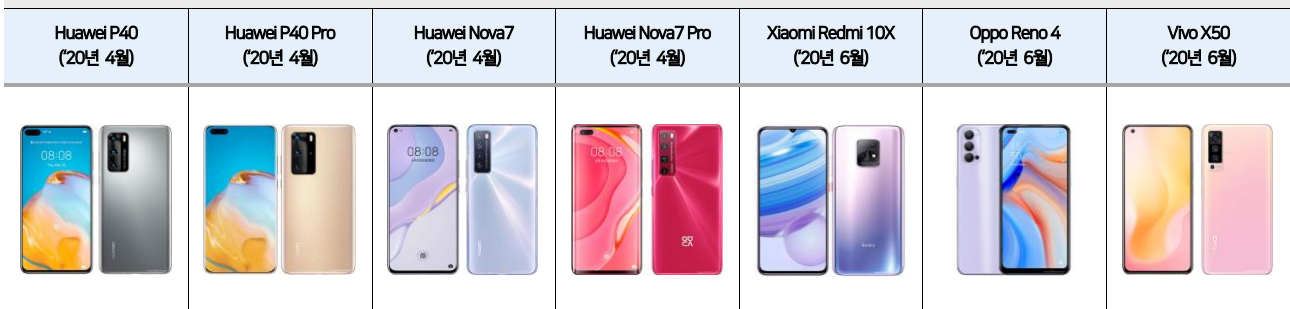 Huawei P40
(‘20년 4월)
Huawei P40 Pro
(‘20년 4월)
Huawei Nova7
(‘20년 4월)
Huawei Nova7 Pro
(‘20년 4월)
Xiaomi Redmi 10X
(‘20년 6월)
Oppo Reno 4
(‘20년 6월)
Vivo X50
(‘20년 6월)
08:08
08:08
08:08
08:08